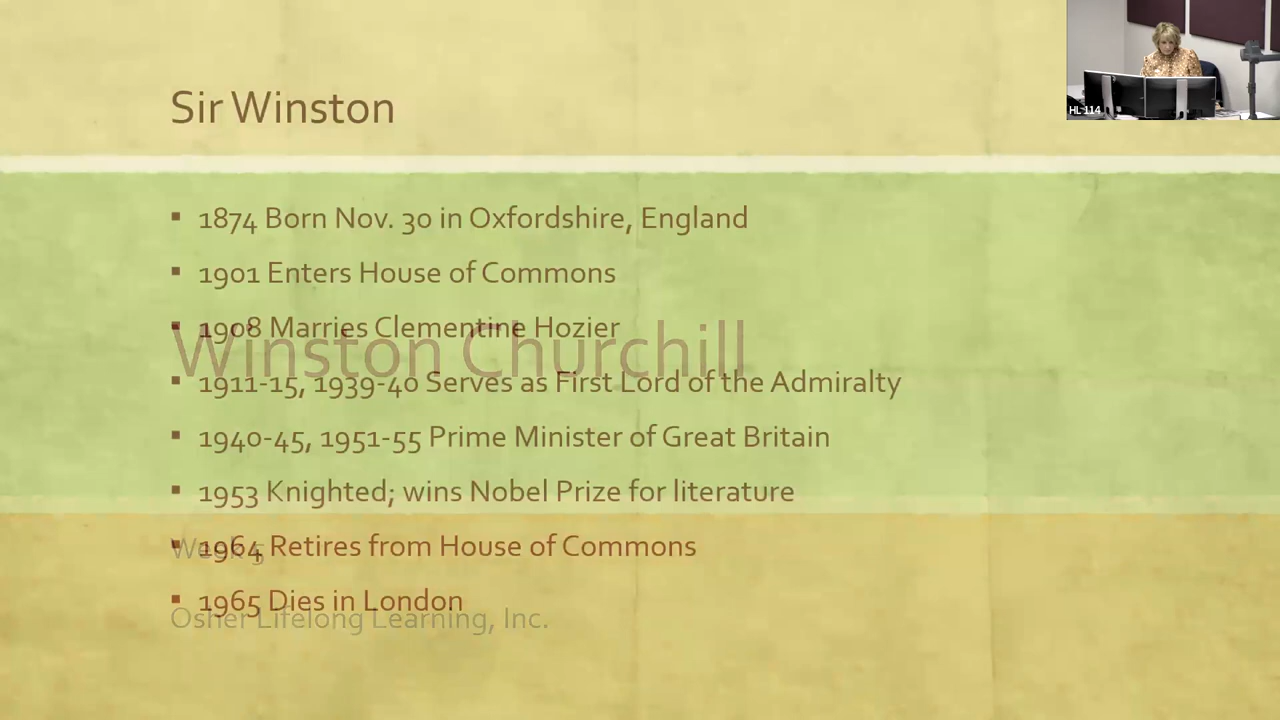 HL 114
Sir Winston
▪ 1874 Born Nov. 30 in Oxfordshire, England
▪ 1901 Enters House of Commons
▪ 1908 Marries Clementine Hozier
Winston Churchill
▪ 1911-15, 1939-40 Serves as First Lord of the Admiralty
▪ 1940-45, 1951-55 Prime Minister of Great Britain
▪ 1953 Knighted; wins Nobel Prize for literature
▪ 1964 Retires from House of Commons
Week 5
▪ 1965 Dies in London
Osher Lifelong Learning, Inc.